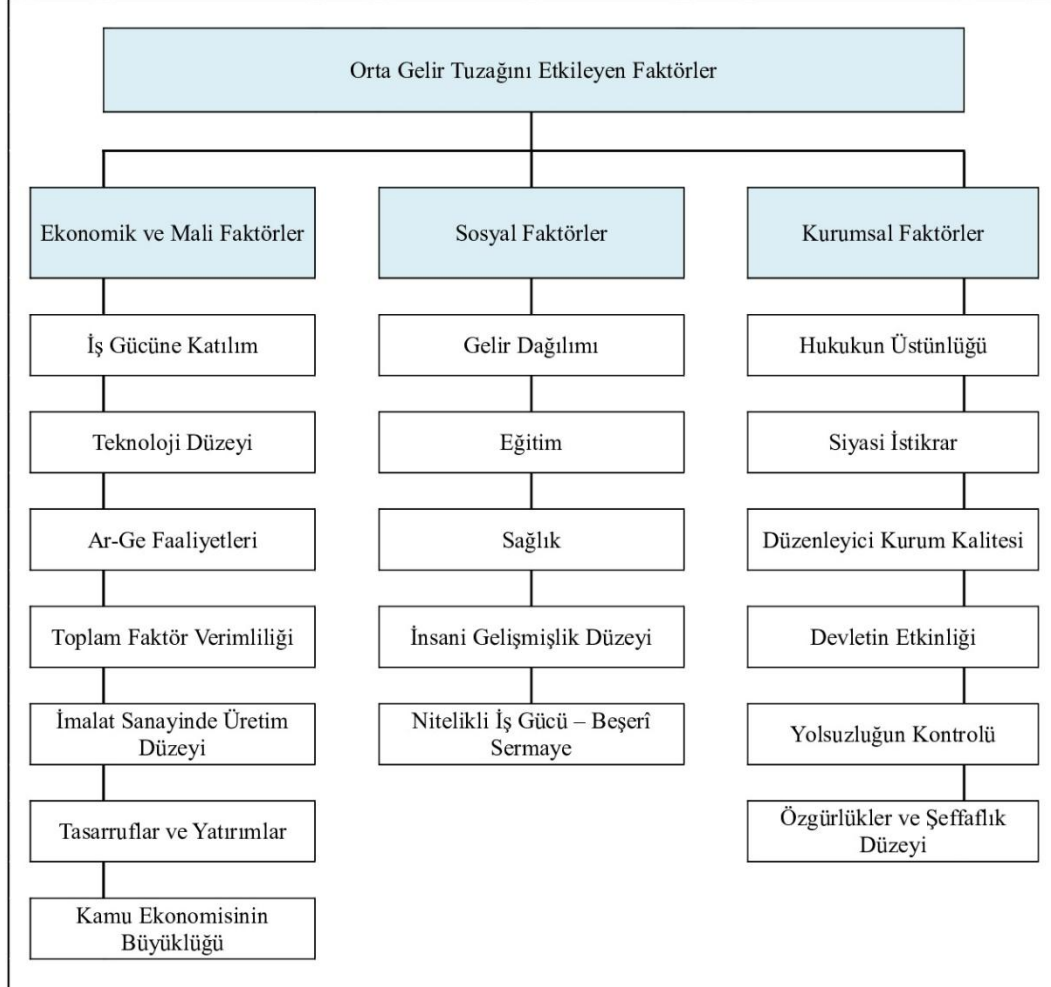 Orta Gelir Tuzağını Etkileyen Faktörler
Ekonomik ve Mali Faktörler
İş Gücüne Katılım
Teknoloji Düzeyi
Ar-Ge Faaliyetleri
Toplam Faktör Verimliliği
İmalat Sanayinde Üretim
Düzeyi
Tasarruflar ve Yatırımlar
Kamu Ekonomisinin
Büyüklüğü
Sosyal Faktörler
Gelir Dağılımı
Eğitim
Sağlık
İnsani Gelişmişlik Düzeyi
Nitelikli İş Gücü – Beşerî
Sermaye
Kurumsal Faktörler
Hukukun Üstünlüğü
Siyasi İstikrar
Düzenleyici Kurum Kalitesi
Devletin Etkinliği
Yolsuzluğun Kontrolü
Özgürlükler ve Şeffaflık
Düzeyi